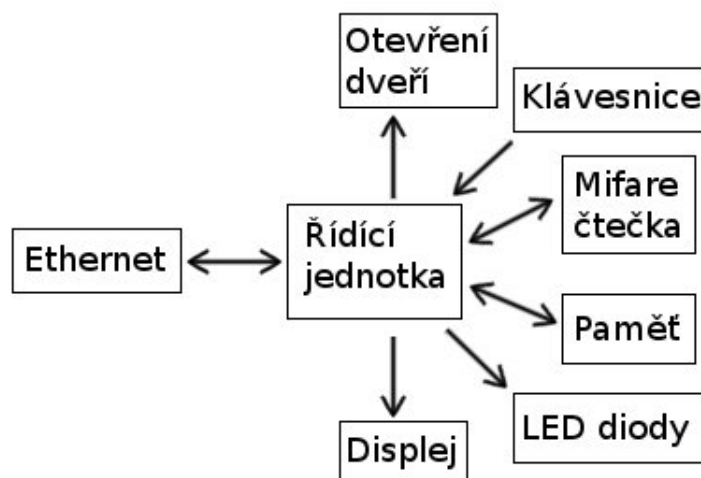 Otevření
dveří
Klávesnice
Mifare
čtečka
Řídící
jednotka
Ethernet
Paměť
LED diody
Displej